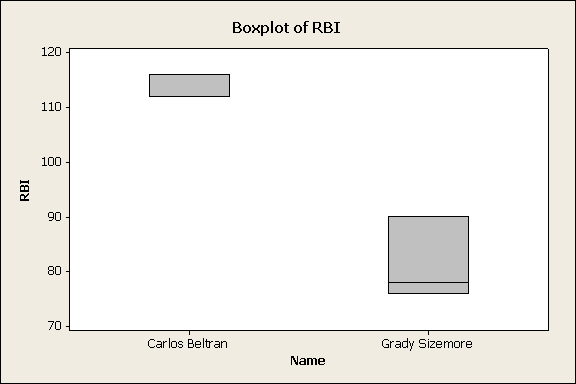 Boxplot of RBI
120
110
100
90
80
70
RBI
Carlos Beltran
Grady Sizemore
Name